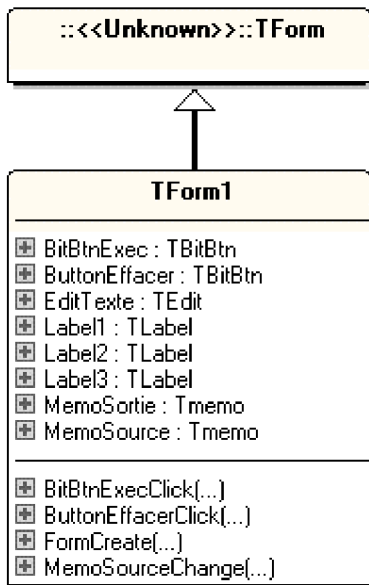 ::<<Unknown>>::TForm
TForm1
BitBtnExec : TBitBtn
ButtonEffacer : TBitBtn
EditTexte : TEdit
Label1 : TLabel
Label2 : TLabel
Label3 : TLabel
MemoSortie : Tmemo
MemoSource : Tmemo
BitBtnExecClick(...)
ButtonEffacerClick(...)
FormCreate(...)
MemoSourceChange(...)